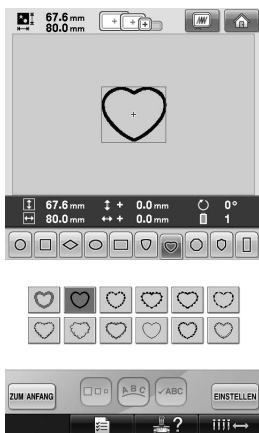 67.6 mm
80.0 mm
67.6 mm + 0.0 mm 0°
80.0 mm + 0.0 mm 1
ZUM ANFANG
ABC
✓ABC
EINSTELLEN
?